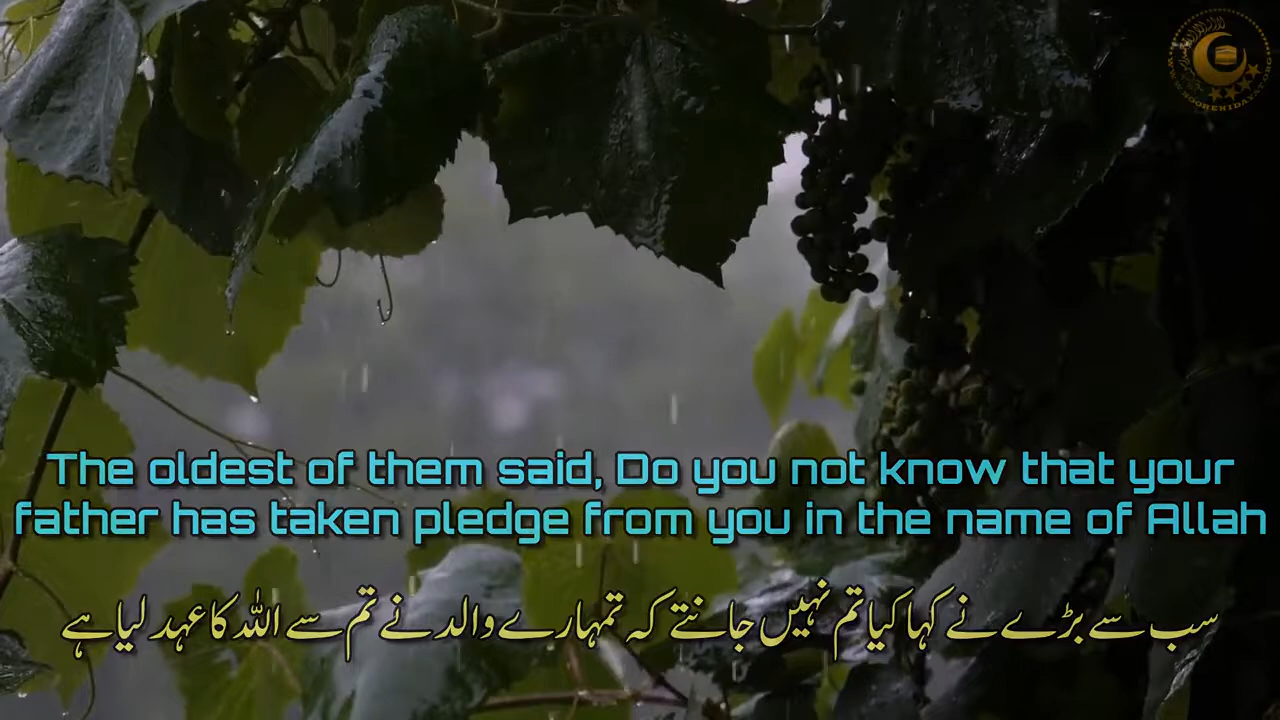 The oldest of them said, Do you not know that your
father has taken pledge from you in the name of Allah
سب سے بڑے نے کہا کیا تم نہیں جانتے کہ تمہارے والد نے تم سے اللہ کا عہد لیا ہے